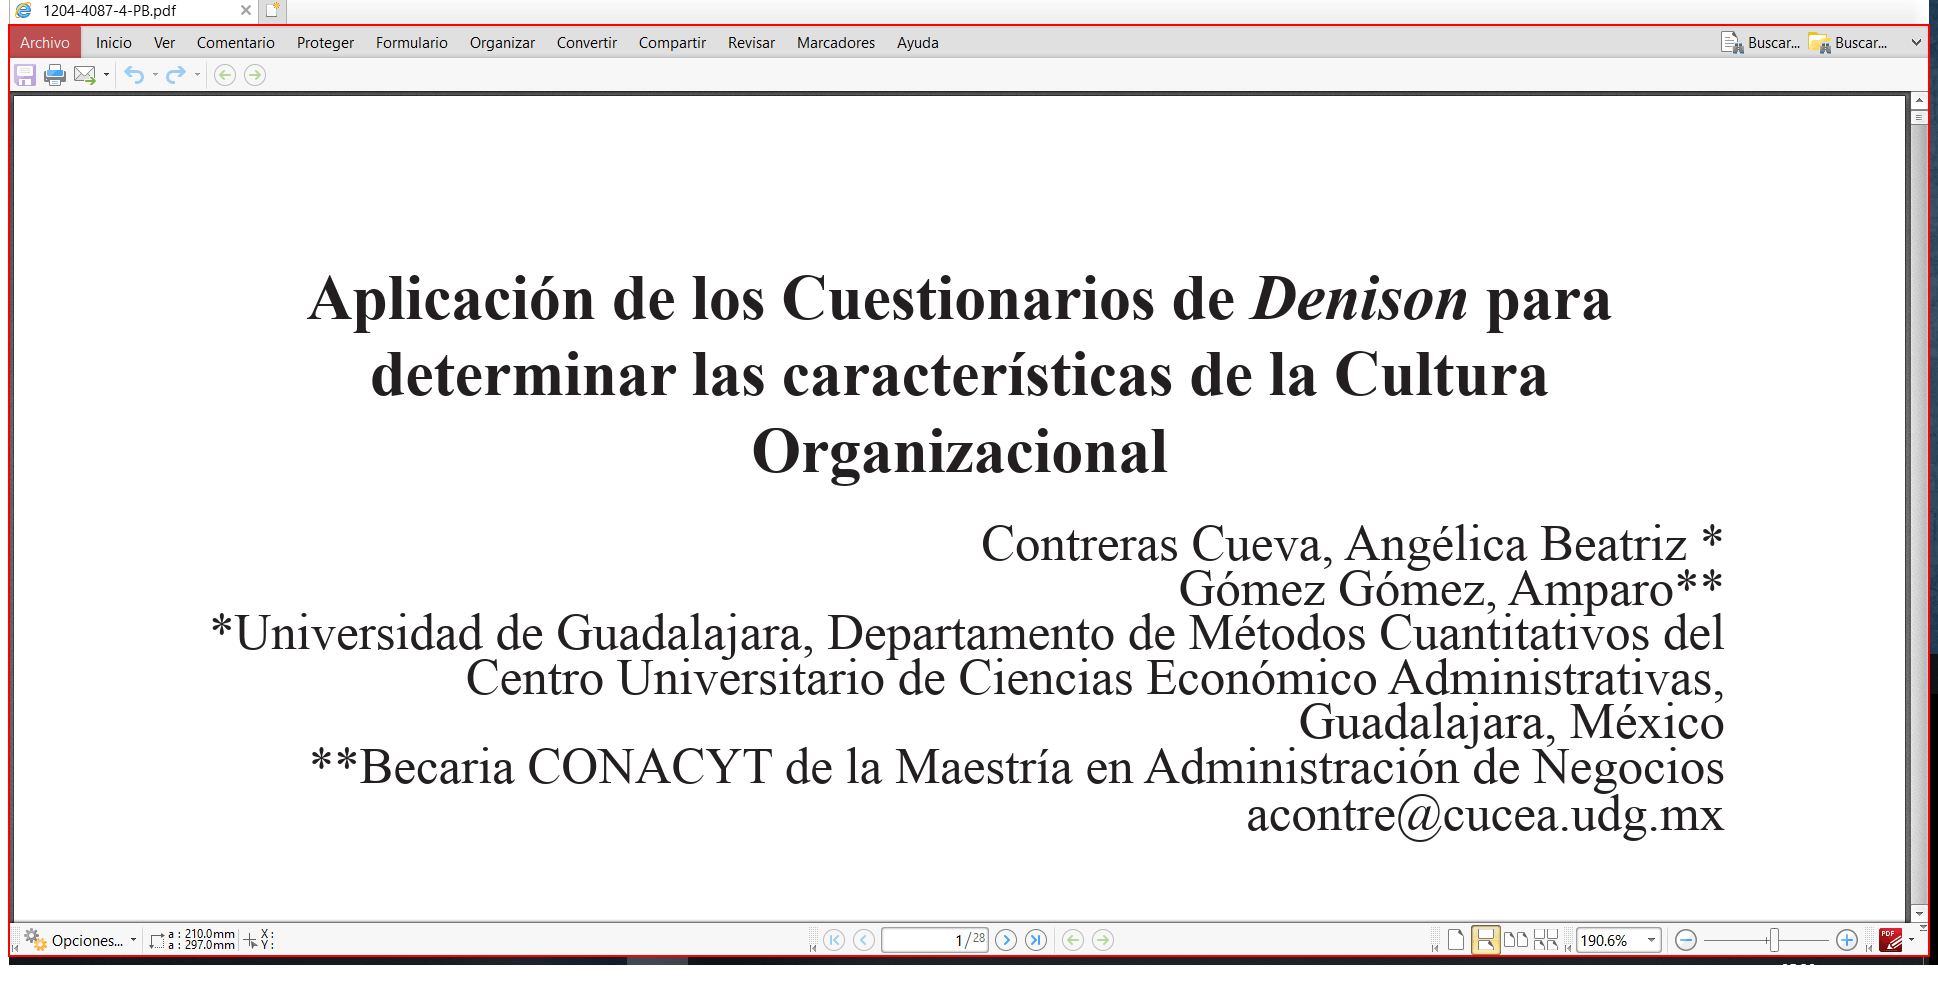 1204-4087-4-PB.pdf
Archivo Inicio Ver Comentario Proteger Formulario Organizar Convertir Compartir Revisar Marcadores Ayuda Buscar... Buscar...
Aplicación de los Cuestionarios de Denison para
determinar las características de la Cultura
Organizacional
Contreras Cueva, Angélica Beatriz *
Gómez Gómez, Amparo**
*Universidad de Guadalajara, Departamento de Métodos Cuantitativos del
Centro Universitario de Ciencias Económico Administrativas,
Guadalajara, México
**Becaria CONACYT de la Maestría en Administración de Negocios
acontre@cucea.udg.mx
Opciones... a : 210.0mm X :
a : 297.0mm Y :
1/28 190.6% PDF